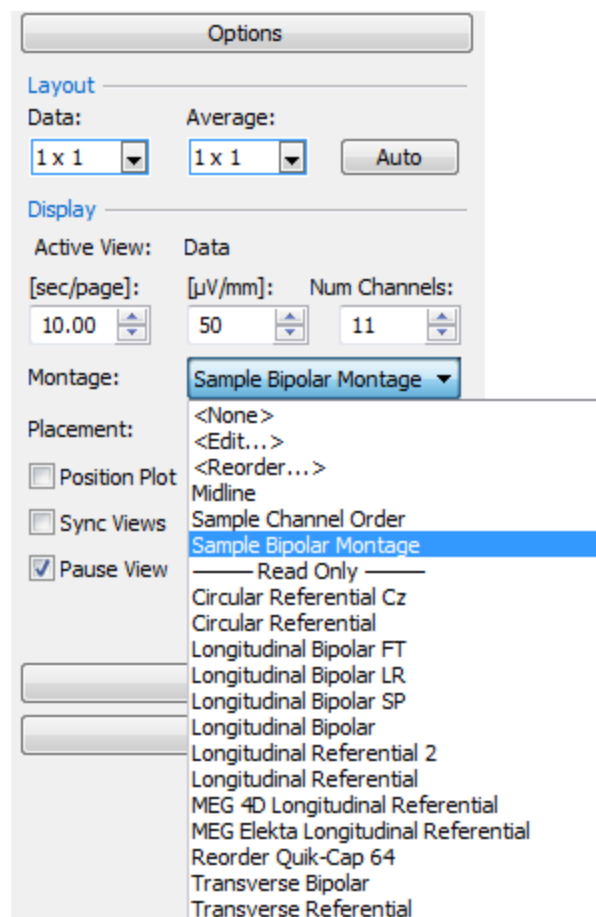 Options
Layout
Data: Average:
1 x 1 1 x 1 Auto
Display
Active View: Data
[sec/page]: [µV/mm]: Num Channels:
10.00 50 11
Montage: Sample Bipolar Montage
<None>
Placement:
<Edit...>
<Reorder...>
Position Plot
Midline
Sample Channel Order
Sync Views
Sample Bipolar Montage
Pause View
Read Only
Circular Referential Cz
Circular Referential
Longitudinal Bipolar FT
Longitudinal Bipolar LR
Longitudinal Bipolar SP
Longitudinal Bipolar
Longitudinal Referential 2
Longitudinal Referential
MEG 4D Longitudinal Referential
MEG Elekta Longitudinal Referential
Reorder Quik-Cap 64
Transverse Bipolar
Transverse Referential